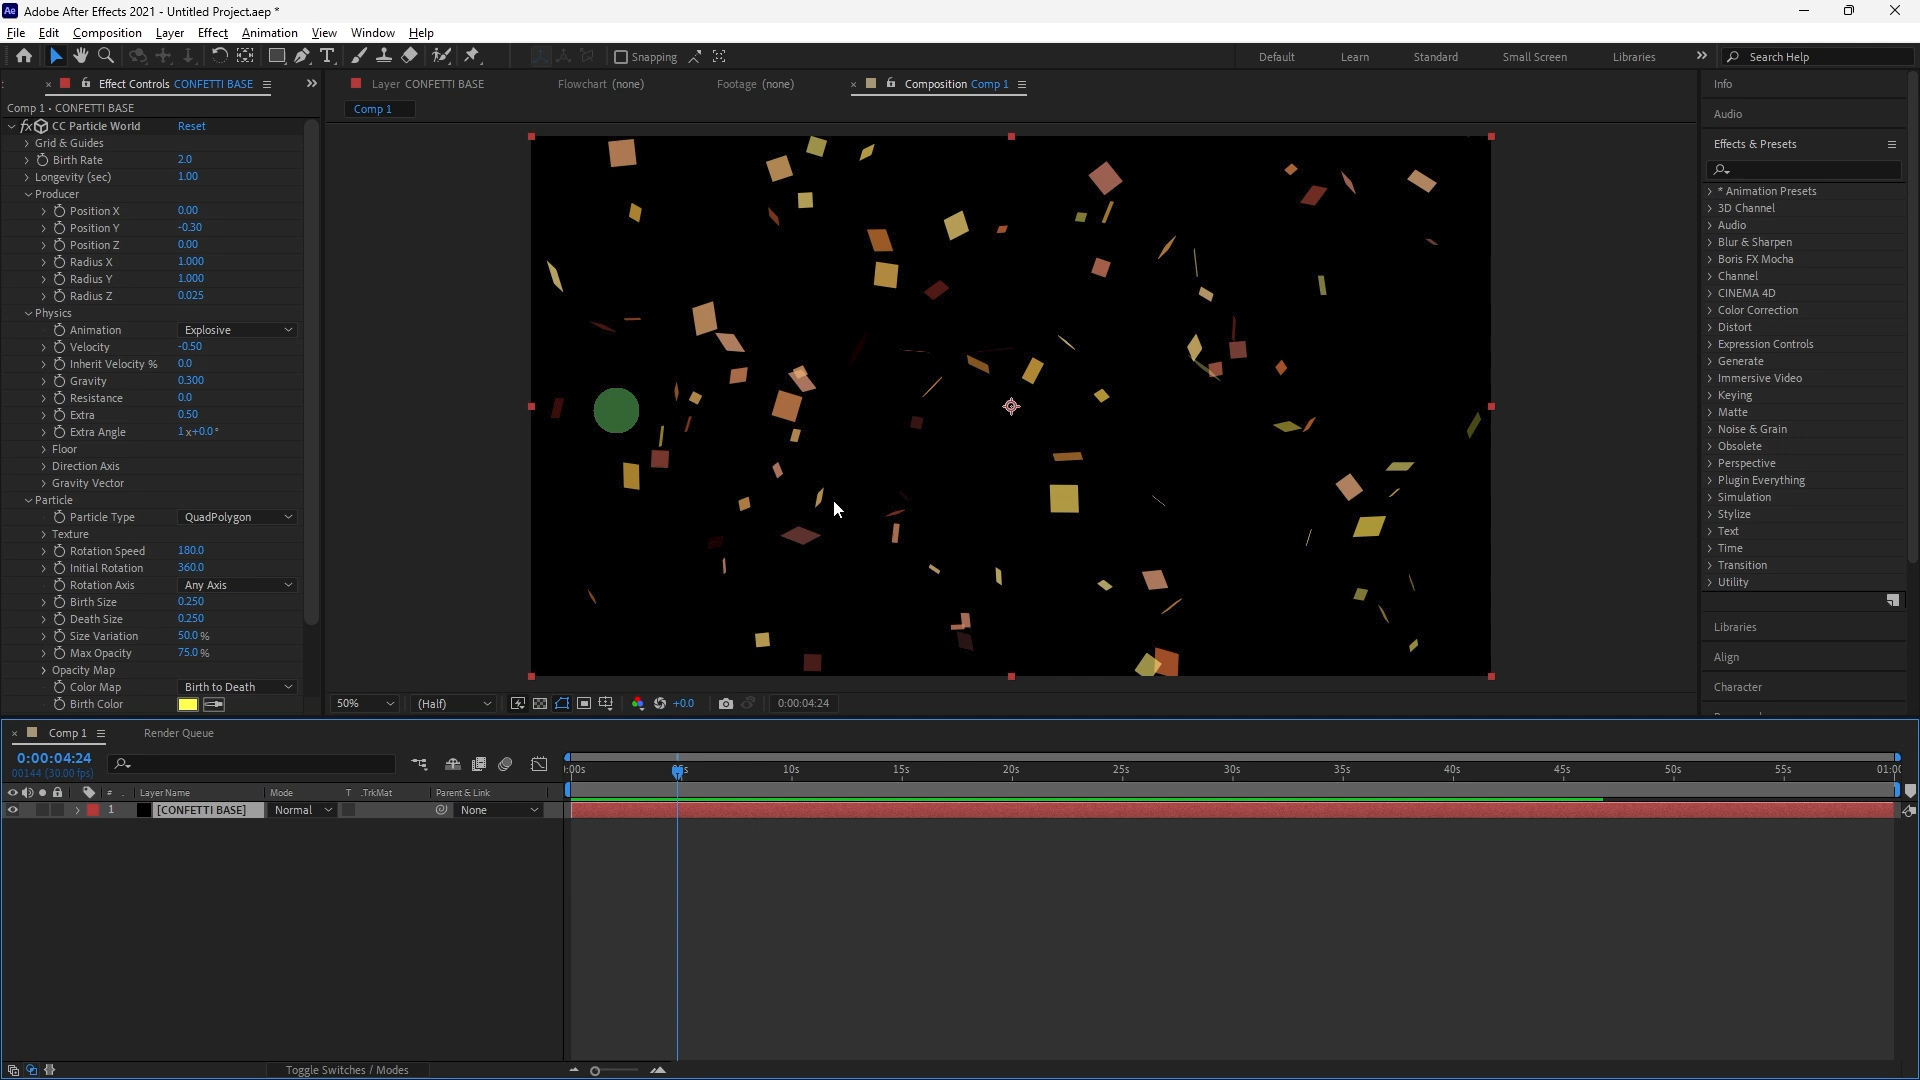 Ae Adobe After Effects 2021 - Untitled Project.aep *
File Edit Composition Layer Effect Animation View Window Help
Snapping Default Learn Standard Small Screen Libraries Search Help
Effect Controls CONFETTI BASE
Layer CONFETTI BASE Flowchart (none) Footage (none) Composition Comp 1
Comp 1 • CONFETTI BASE
Comp 1
fx CC Particle World Reset
Grid & Guides
Birth Rate 2.0
Longevity (sec) 1.00
Producer
Position X 0.00
Position Y -0.30
Position Z 0.00
Radius X 1.000
Radius Y 1.000
Radius Z 0.025
Physics
Animation Explosive
Velocity -0.50
Inherit Velocity % 0.0
Gravity 0.300
Resistance 0.0
Extra 0.50
Extra Angle 1x+0.0°
Floor
Direction Axis
Gravity Vector
Particle
Particle Type QuadPolygon
Texture
Rotation Speed 180.0
Initial Rotation 360.0
Rotation Axis Any Axis
Birth Size 0.250
Death Size 0.250
Size Variation 50.0 %
Max Opacity 75.0 %
Opacity Map
Color Map Birth to Death
Birth Color
50% (Half) +0.0 0:00:04:24
Info
Audio
Effects & Presets
* Animation Presets
3D Channel
Audio
Blur & Sharpen
Boris FX Mocha
Channel
CINEMA 4D
Color Correction
Distort
Expression Controls
Generate
Immersive Video
Keying
Matte
Noise & Grain
Obsolete
Perspective
Plugin Everything
Simulation
Stylize
Text
Time
Transition
Utility
Libraries
Align
Character
Comp 1 Render Queue
0:00:04:24
00144 (30.00 fps)
:00s 10s 15s 20s 25s 30s 35s 40s 45s 50s 55s 01:00
# Layer Name Mode T .TrkMat Parent & Link
1 [CONFETTI BASE] Normal None
Toggle Switches / Modes